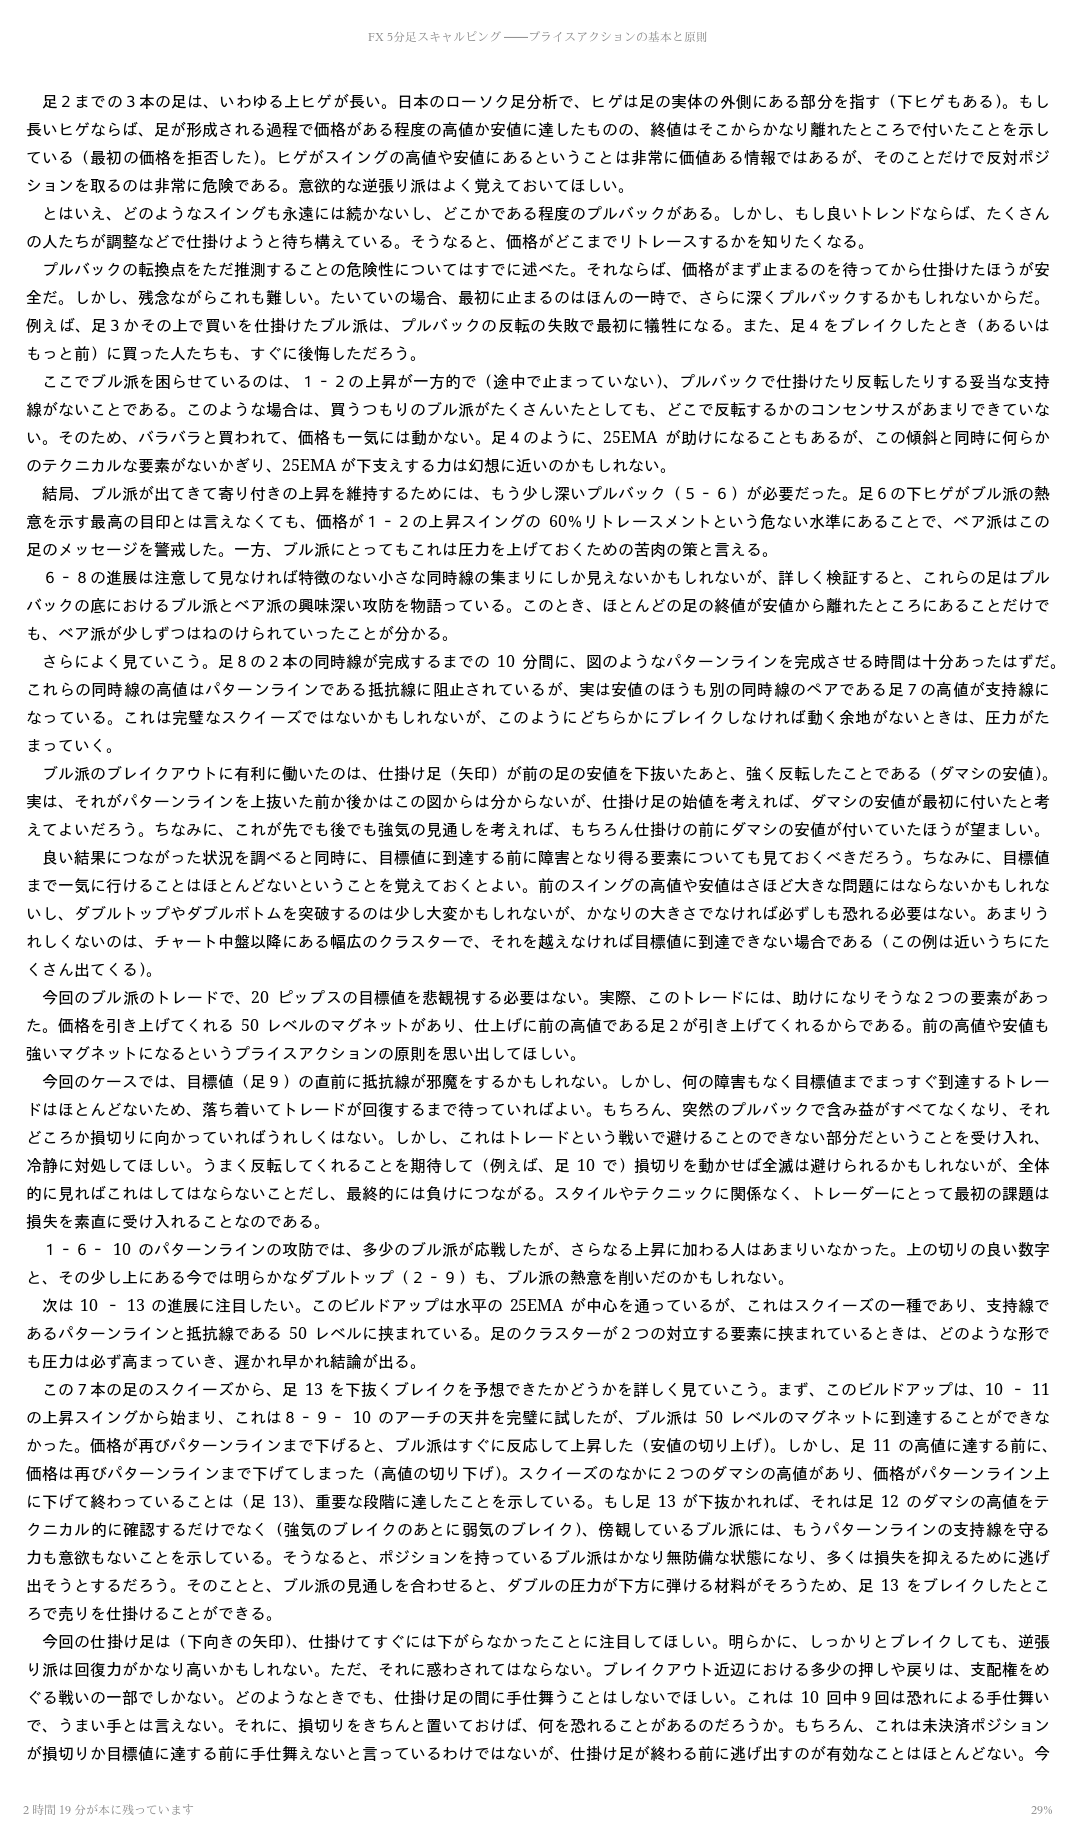 FX 5分足スキャルピング ――プライスアクションの基本と原則
足２までの３本の足は、いわゆる上ヒゲが長い。日本のローソク足分析で、ヒゲは足の実体の外側にある部分を指す（下ヒゲもある）。もし
長いヒゲならば、足が形成される過程で価格がある程度の高値か安値に達したものの、終値はそこからかなり離れたところで付いたことを示し
ている（最初の価格を拒否した）。ヒゲがスイングの高値や安値にあるということは非常に価値ある情報ではあるが、そのことだけで反対ポジ
ションを取るのは非常に危険である。意欲的な逆張り派はよく覚えておいてほしい。
とはいえ、どのようなスイングも永遠には続かないし、どこかである程度のプルバックがある。しかし、もし良いトレンドならば、たくさん
の人たちが調整などで仕掛けようと待ち構えている。そうなると、価格がどこまでリトレースするかを知りたくなる。
プルバックの転換点をただ推測することの危険性についてはすでに述べた。それならば、価格がまず止まるのを待ってから仕掛けたほうが安
全だ。しかし、残念ながらこれも難しい。たいていの場合、最初に止まるのはほんの一時で、さらに深くプルバックするかもしれないからだ。
例えば、足３かその上で買いを仕掛けたブル派は、プルバックの反転の失敗で最初に犠牲になる。また、足４をブレイクしたとき（あるいは
もっと前）に買った人たちも、すぐに後悔しただろう。
ここでブル派を困らせているのは、１‐２の上昇が一方的で（途中で止まっていない）、プルバックで仕掛けたり反転したりする妥当な支持
線がないことである。このような場合は、買うつもりのブル派がたくさんいたとしても、どこで反転するかのコンセンサスがあまりできていな
い。そのため、バラバラと買われて、価格も一気には動かない。足４のように、25EMA が助けになることもあるが、この傾斜と同時に何らか
のテクニカルな要素がないかぎり、25EMA が下支えする力は幻想に近いのかもしれない。
結局、ブル派が出てきて寄り付きの上昇を維持するためには、もう少し深いプルバック（５‐６）が必要だった。足６の下ヒゲがブル派の熱
意を示す最高の目印とは言えなくても、価格が１‐２の上昇スイングの 60%リトレースメントという危ない水準にあることで、ベア派はこの
足のメッセージを警戒した。一方、ブル派にとってもこれは圧力を上げておくための苦肉の策と言える。
６‐８の進展は注意して見なければ特徴のない小さな同時線の集まりにしか見えないかもしれないが、詳しく検証すると、これらの足はプル
バックの底におけるブル派とベア派の興味深い攻防を物語っている。このとき、ほとんどの足の終値が安値から離れたところにあることだけで
も、ベア派が少しずつはねのけられていったことが分かる。
さらによく見ていこう。足８の２本の同時線が完成するまでの 10 分間に、図のようなパターンラインを完成させる時間は十分あったはずだ。
これらの同時線の高値はパターンラインである抵抗線に阻止されているが、実は安値のほうも別の同時線のペアである足７の高値が支持線に
なっている。これは完璧なスクイーズではないかもしれないが、このようにどちらかにブレイクしなければ動く余地がないときは、圧力がた
まっていく。
ブル派のブレイクアウトに有利に働いたのは、仕掛け足（矢印）が前の足の安値を下抜いたあと、強く反転したことである（ダマシの安値）。
実は、それがパターンラインを上抜いた前か後かはこの図からは分からないが、仕掛け足の始値を考えれば、ダマシの安値が最初に付いたと考
えてよいだろう。ちなみに、これが先でも後でも強気の見通しを考えれば、もちろん仕掛けの前にダマシの安値が付いていたほうが望ましい。
良い結果につながった状況を調べると同時に、目標値に到達する前に障害となり得る要素についても見ておくべきだろう。ちなみに、目標値
まで一気に行けることはほとんどないということを覚えておくとよい。前のスイングの高値や安値はさほど大きな問題にはならないかもしれな
いし、ダブルトップやダブルボトムを突破するのは少し大変かもしれないが、かなりの大きさでなければ必ずしも恐れる必要はない。あまりう
れしくないのは、チャート中盤以降にある幅広のクラスターで、それを越えなければ目標値に到達できない場合である（この例は近いうちにた
くさん出てくる）。
今回のブル派のトレードで、20 ピップスの目標値を悲観視する必要はない。実際、このトレードには、助けになりそうな２つの要素があっ
た。価格を引き上げてくれる 50 レベルのマグネットがあり、仕上げに前の高値である足２が引き上げてくれるからである。前の高値や安値も
強いマグネットになるというプライスアクションの原則を思い出してほしい。
今回のケースでは、目標値（足９）の直前に抵抗線が邪魔をするかもしれない。しかし、何の障害もなく目標値までまっすぐ到達するトレー
ドはほとんどないため、落ち着いてトレードが回復するまで待っていればよい。もちろん、突然のプルバックで含み益がすべてなくなり、それ
どころか損切りに向かっていればうれしくはない。しかし、これはトレードという戦いで避けることのできない部分だということを受け入れ、
冷静に対処してほしい。うまく反転してくれることを期待して（例えば、足 10 で）損切りを動かせば全滅は避けられるかもしれないが、全体
的に見ればこれはしてはならないことだし、最終的には負けにつながる。スタイルやテクニックに関係なく、トレーダーにとって最初の課題は
損失を素直に受け入れることなのである。
１‐６‐ 10 のパターンラインの攻防では、多少のブル派が応戦したが、さらなる上昇に加わる人はあまりいなかった。上の切りの良い数字
と、その少し上にある今では明らかなダブルトップ（２‐９）も、ブル派の熱意を削いだのかもしれない。
次は 10 ‐ 13 の進展に注目したい。このビルドアップは水平の 25EMA が中心を通っているが、これはスクイーズの一種であり、支持線で
あるパターンラインと抵抗線である 50 レベルに挟まれている。足のクラスターが２つの対立する要素に挟まれているときは、どのような形で
も圧力は必ず高まっていき、遅かれ早かれ結論が出る。
この７本の足のスクイーズから、足 13 を下抜くブレイクを予想できたかどうかを詳しく見ていこう。まず、このビルドアップは、10 ‐ 11
の上昇スイングから始まり、これは８‐９‐ 10 のアーチの天井を完璧に試したが、ブル派は 50 レベルのマグネットに到達することができな
かった。価格が再びパターンラインまで下げると、ブル派はすぐに反応して上昇した（安値の切り上げ）。しかし、足 11 の高値に達する前に、
価格は再びパターンラインまで下げてしまった（高値の切り下げ）。スクイーズのなかに２つのダマシの高値があり、価格がパターンライン上
に下げて終わっていることは（足 13）、重要な段階に達したことを示している。もし足 13 が下抜かれれば、それは足 12 のダマシの高値をテ
クニカル的に確認するだけでなく（強気のブレイクのあとに弱気のブレイク）、傍観しているブル派には、もうパターンラインの支持線を守る
力も意欲もないことを示している。そうなると、ポジションを持っているブル派はかなり無防備な状態になり、多くは損失を抑えるために逃げ
出そうとするだろう。そのことと、ブル派の見通しを合わせると、ダブルの圧力が下方に弾ける材料がそろうため、足 13 をブレイクしたとこ
ろで売りを仕掛けることができる。
今回の仕掛け足は（下向きの矢印）、仕掛けてすぐには下がらなかったことに注目してほしい。明らかに、しっかりとブレイクしても、逆張
り派は回復力がかなり高いかもしれない。ただ、それに惑わされてはならない。ブレイクアウト近辺における多少の押しや戻りは、支配権をめ
ぐる戦いの一部でしかない。どのようなときでも、仕掛け足の間に手仕舞うことはしないでほしい。これは 10 回中９回は恐れによる手仕舞い
で、うまい手とは言えない。それに、損切りをきちんと置いておけば、何を恐れることがあるのだろうか。もちろん、これは未決済ポジション
が損切りか目標値に達する前に手仕舞えないと言っているわけではないが、仕掛け足が終わる前に逃げ出すのが有効なことはほとんどない。今
2 時間 19 分が本に残っています
29%